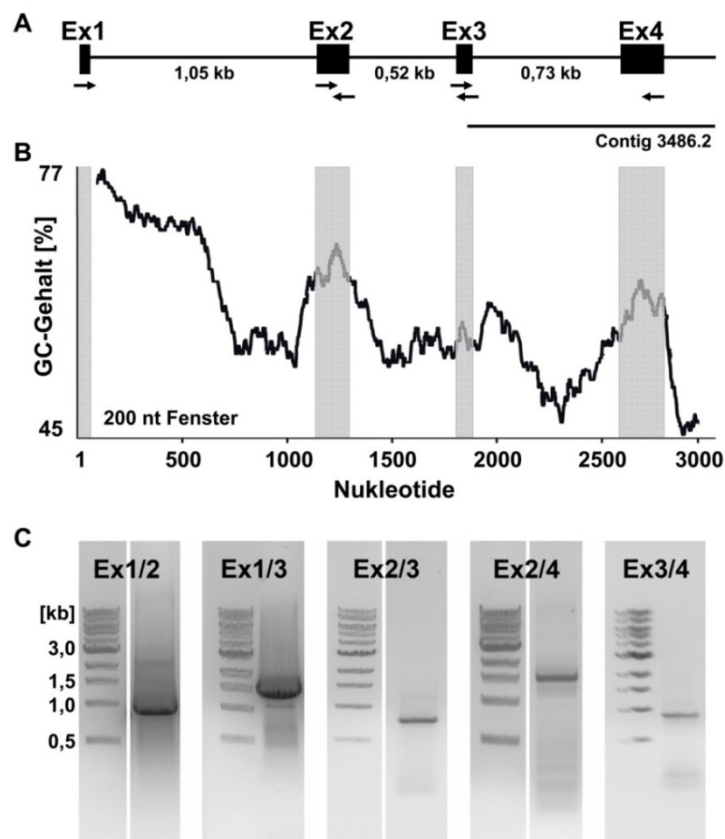 A
Ex1 Ex2 Ex3 Ex4
1,05 kb 0,52 kb 0,73 kb
Contig 3486.2
B
77
GC-Gehalt [%]
45
200 nt Fenster
1 500 1000 1500 2000 2500 3000
Nukleotide
C
Ex1/2 Ex1/3 Ex2/3 Ex2/4 Ex3/4
[kb]
3,0
1,5
1,0
0,5